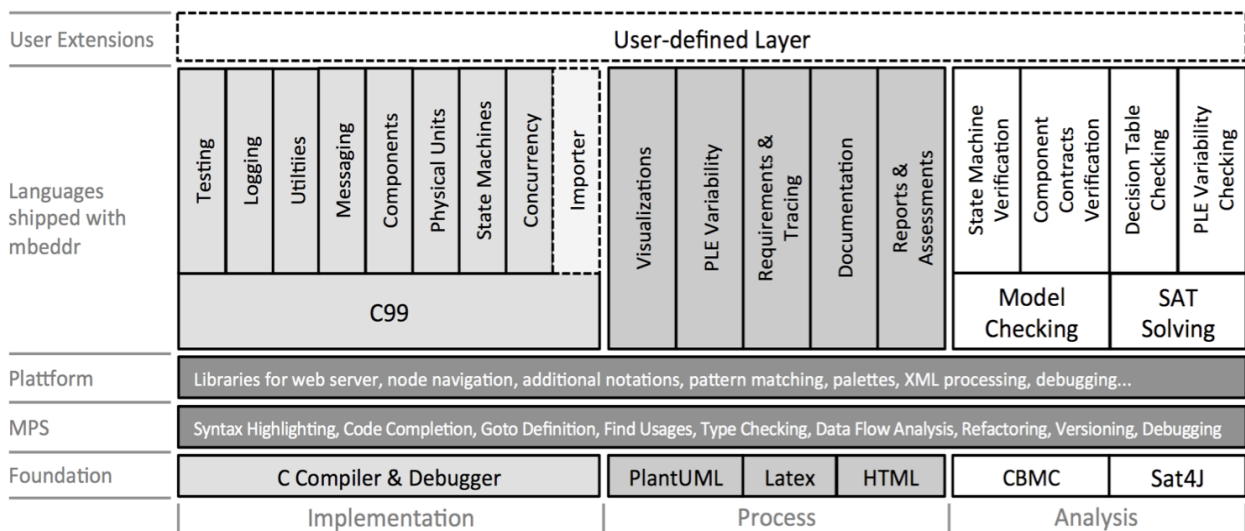 User Extensions
User-defined Layer
Languages
shipped with
mbeddr
Testing
Logging
Utilities
Messaging
Components
Physical Units
State Machines
Concurrency
Importer
C99
Visualizations
PLE Variability
Requirements &
Tracing
Documentation
Reports &
Assessments
State Machine
Verification
Component
Contracts
Verification
Decision Table
Checking
PLE Variability
Checking
Model
Checking
SAT
Solving
Plattform
Libraries for web server, node navigation, additional notations, pattern matching, palettes, XML processing, debugging...
MPS
Syntax Highlighting, Code Completion, Goto Definition, Find Usages, Type Checking, Data Flow Analysis, Refactoring, Versioning, Debugging
Foundation
C Compiler & Debugger
PlantUML
Latex
HTML
CBMC
Sat4J
Implementation
Process
Analysis